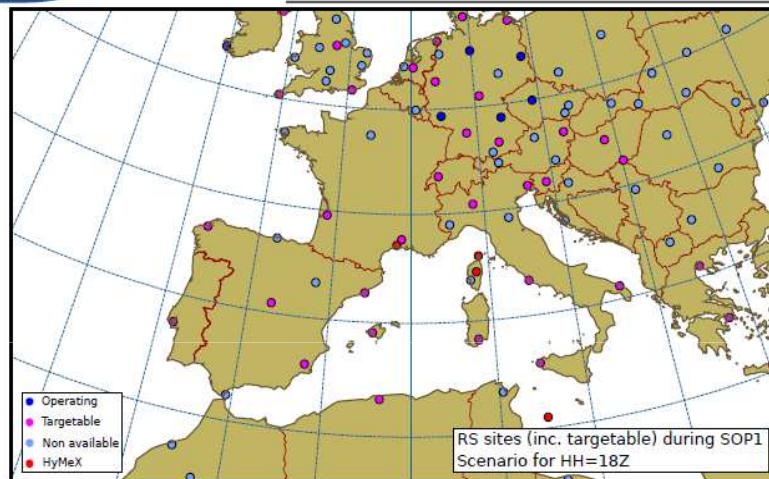 Operating
Targetable
Non available
HyMeX
RS sites (inc. targetable) during SOP1
Scenario for HH=18Z